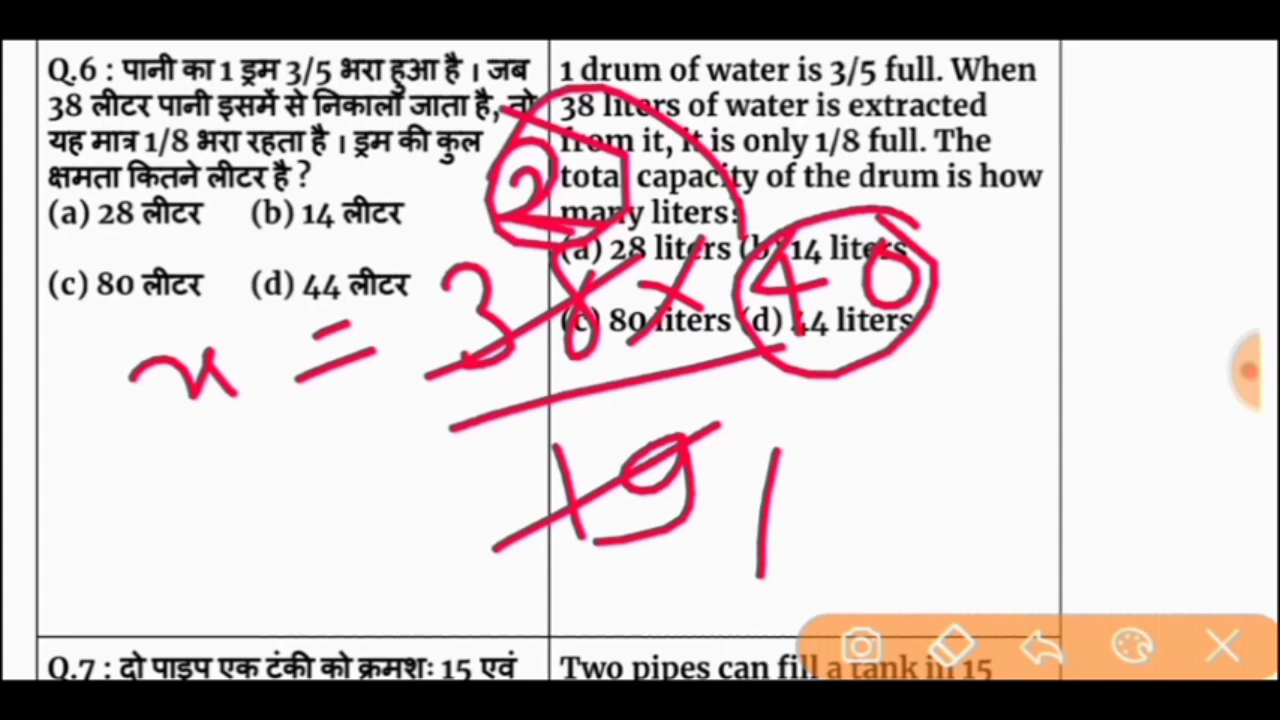 Q.6 : पानी का 1 ड्रम 3/5 भरा हुआ है । जब
38 लीटर पानी इसमें से निकाला जाता है, तो
यह मात्र 1/8 भरा रहता है । ड्रम की कुल
क्षमता कितने लीटर है ?
(a) 28 लीटर (b) 14 लीटर
(c) 80 लीटर (d) 44 लीटर
1 drum of water is 3/5 full. When
38 liters of water is extracted
from it, it is only 1/8 full. The
total capacity of the drum is how
many liters:
(a) 28 liters (b) 14 liters
(c) 80 liters (d) 44 liters
2
x = 38 × 40
19 1
Q.7 : दो पाइप एक टंकी को क्रमशः 15 एवं
Two pipes can fill a tank in 15